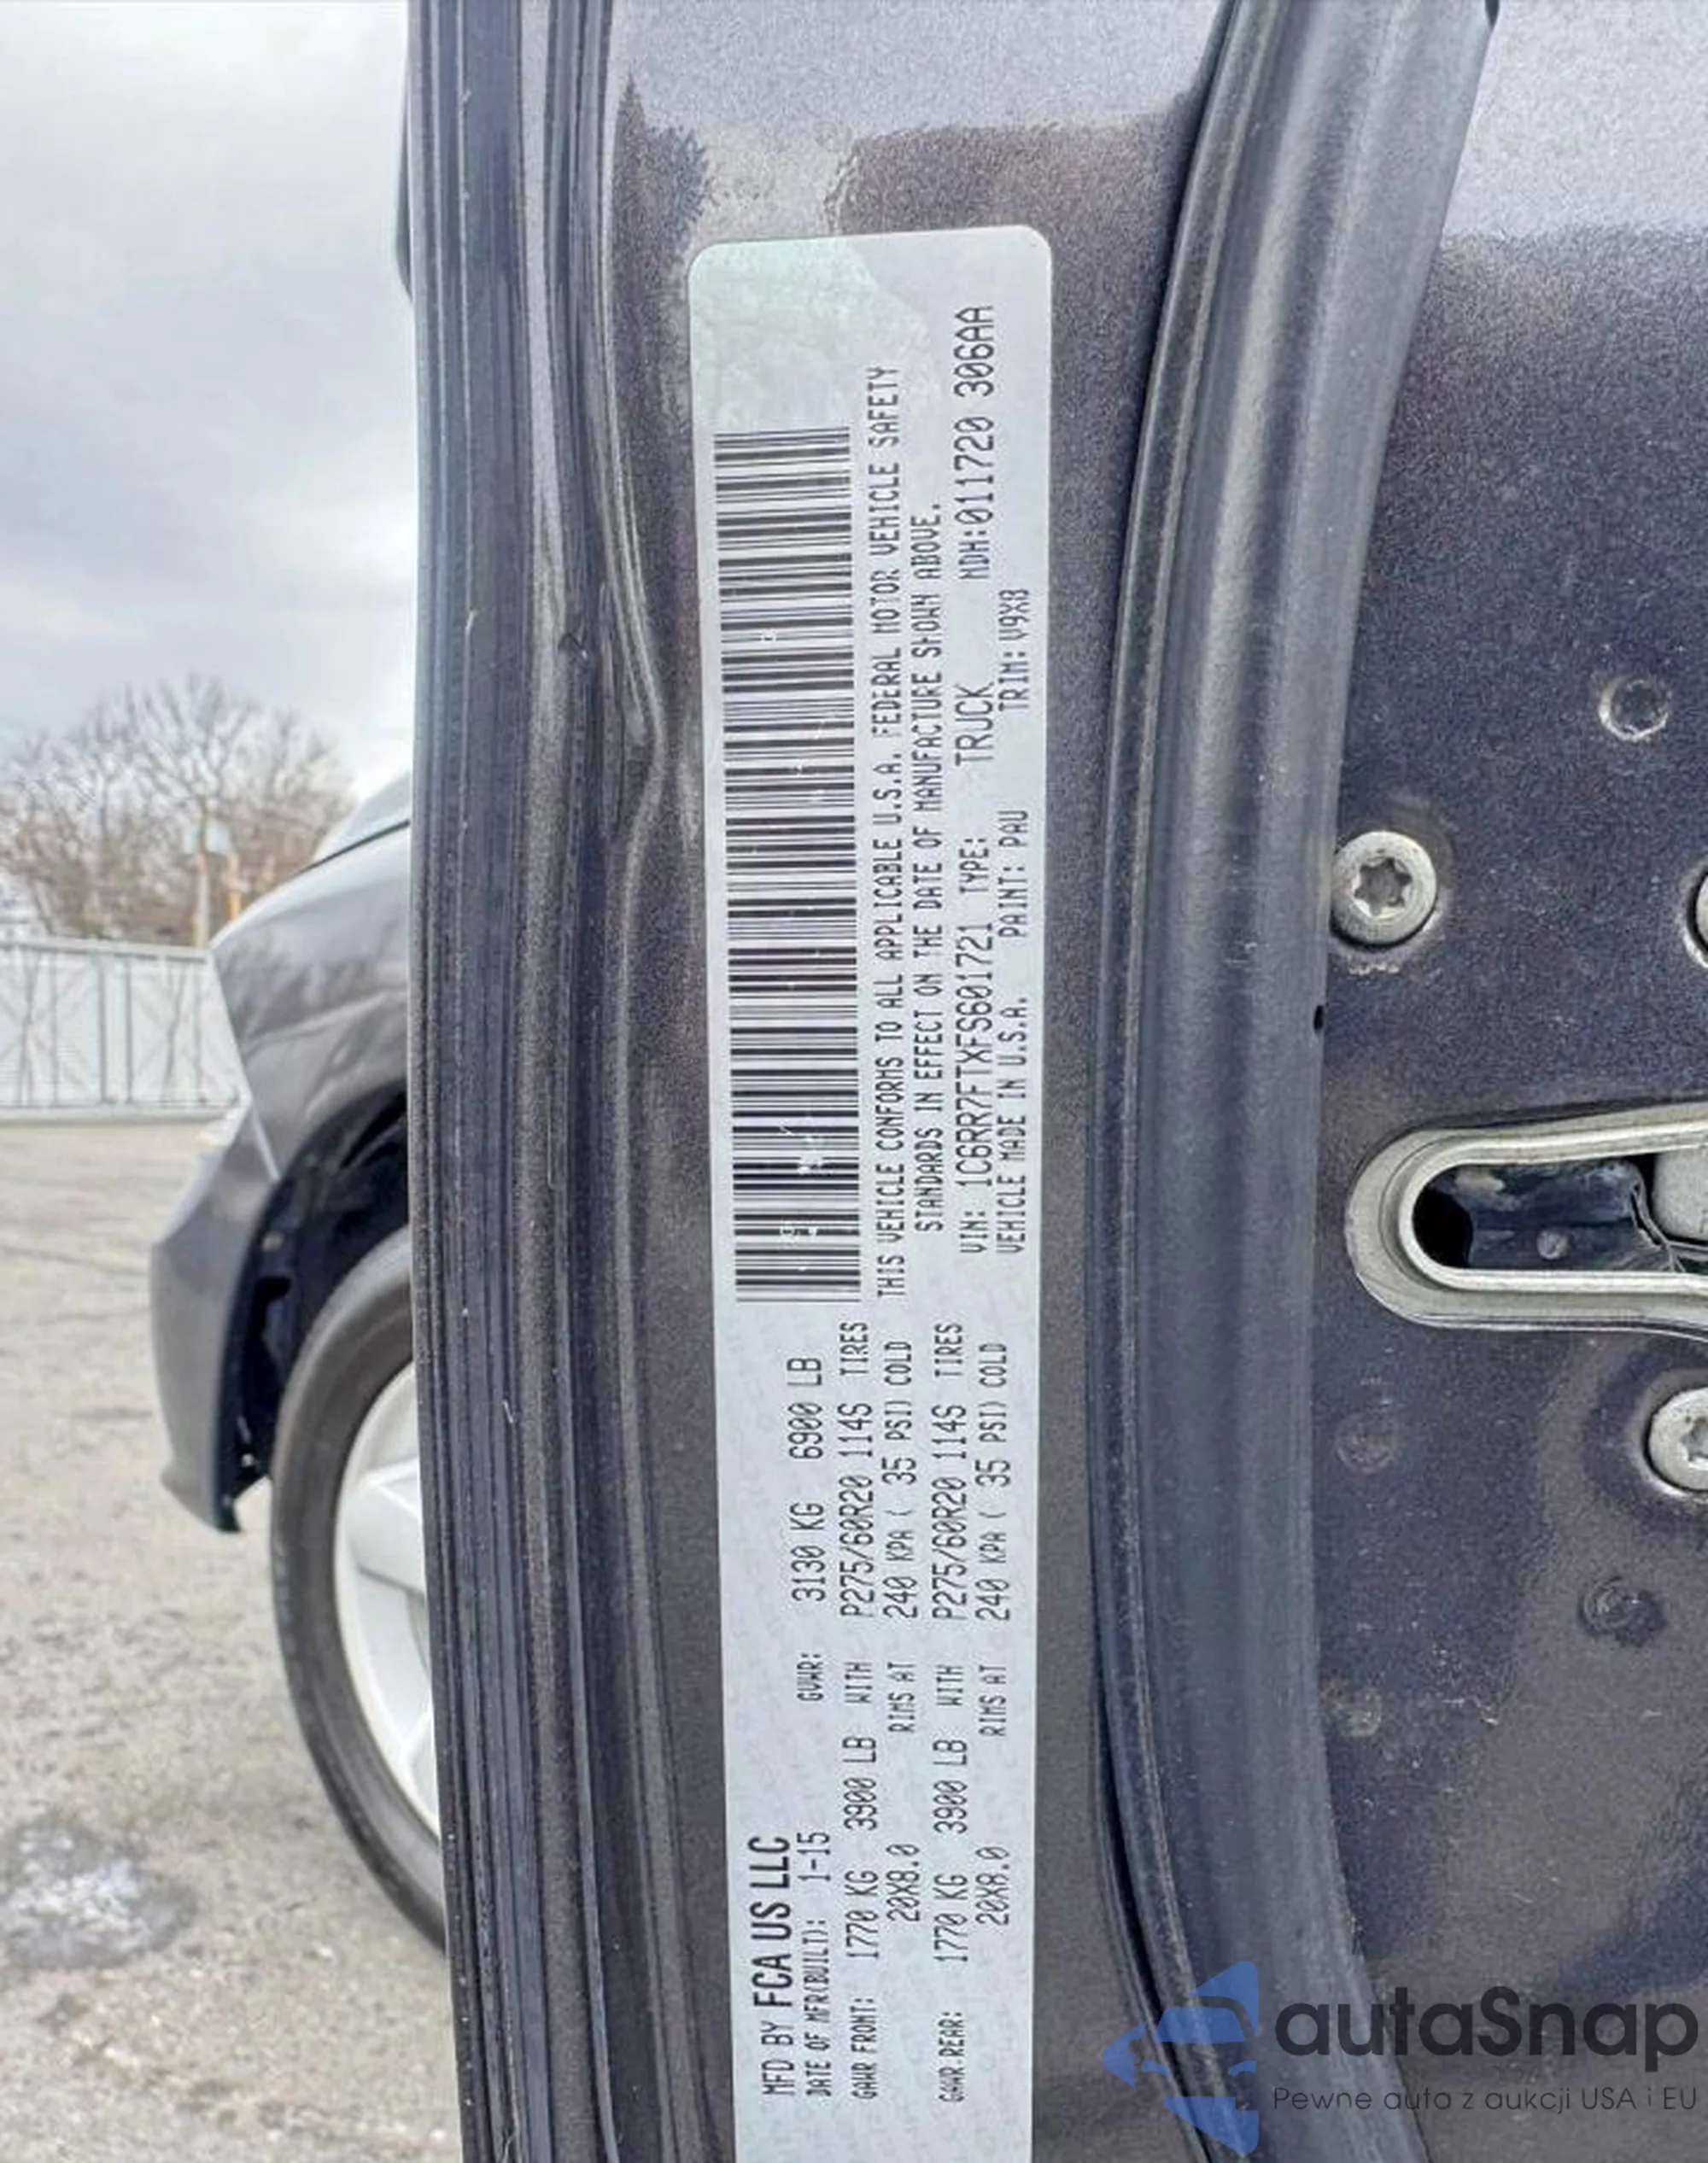 MFD BY FCA US LLC
DATE OF MFR(BUILT): 1-15 GVWR: 3130 KG 6900 LB
GAWR FRONT: 1770 KG 3900 LB WITH P275/60R20 114S TIRES
20X8.0 RIMS AT 240 KPA ( 35 PSI) COLD
GAWR.REAR: 1770 KG 3900 LB WITH P275/60R20 114S TIRES
20X8.0 RIMS AT 240 KPA ( 35 PSI) COLD
THIS VEHICLE CONFORMS TO ALL APPLICABLE U.S.A. FEDERAL MOTOR VEHICLE SAFETY
STANDARDS IN EFFECT ON THE DATE OF MANUFACTURE SHOWN ABOVE.
VIN: 1C6RR7FTXFS601721 TYPE: TRUCK MDH:011720 306AA
VEHICLE MADE IN U.S.A. PAINT: PAU TRIM: V9X8
autaSnap
Pewne auta z aukcji USA i EU